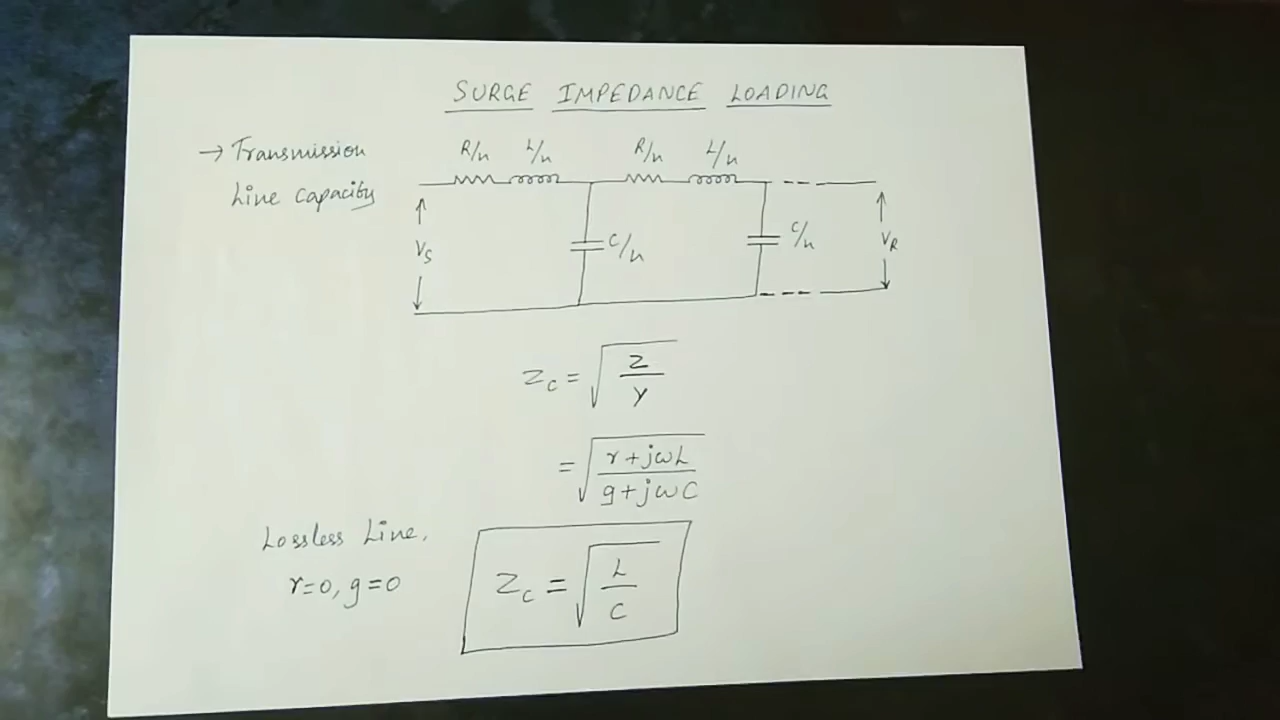 SURGE IMPEDANCE LOADING
→ Transmission
Line capacity
R/n L/n R/n L/n
Vs C/n C/n VR
Zc = √(Z/y)
= √((r+jωL)/(g+jωC))
Lossless Line,
r=0, g=0
Zc = √(L/C)